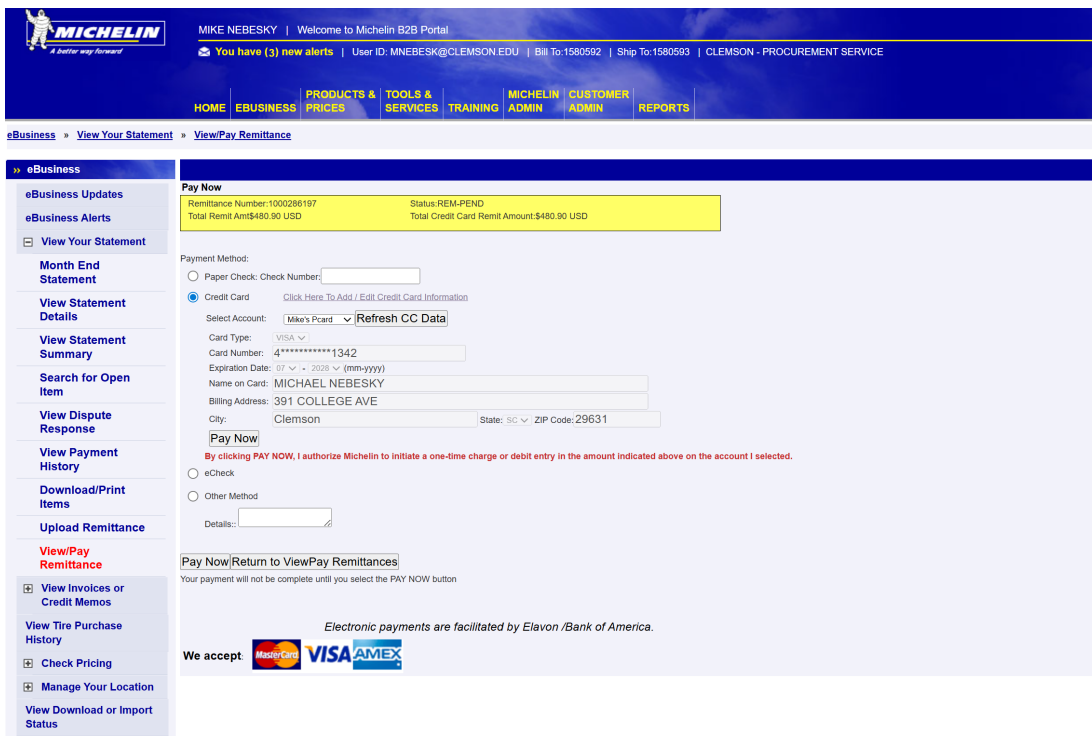 MICHELIN
A better way forward
MIKE NEBESKY | Welcome to Michelin B2B Portal
You have (3) new alerts | User ID: MNEBESK@CLEMSON.EDU | Bill To:1580592 | Ship To:1580593 | CLEMSON - PROCUREMENT SERVICE
HOME EBUSINESS PRODUCTS & PRICES TOOLS & SERVICES TRAINING MICHELIN ADMIN CUSTOMER ADMIN REPORTS
eBusiness » View Your Statement » View/Pay Remittance
» eBusiness
eBusiness Updates
eBusiness Alerts
View Your Statement
Month End
Statement
View Statement
Details
View Statement
Summary
Search for Open
Item
View Dispute
Response
View Payment
History
Download/Print
Items
Upload Remittance
View/Pay
Remittance
View Invoices or
Credit Memos
View Tire Purchase
History
Check Pricing
Manage Your Location
View Download or Import
Status
Pay Now
Remittance Number:1000286197 Status:REM-PEND
Total Remit Amt$480.90 USD Total Credit Card Remit Amount:$480.90 USD
Payment Method:
Paper Check: Check Number:
Credit Card Click Here To Add / Edit Credit Card Information
Select Account: Mike's Pcard Refresh CC Data
Card Type: VISA
Card Number: 4***********1342
Expiration Date: 07 - 2028 (mm-yyyy)
Name on Card: MICHAEL NEBESKY
Billing Address: 391 COLLEGE AVE
City: Clemson State: SC ZIP Code: 29631
Pay Now
By clicking PAY NOW, I authorize Michelin to initiate a one-time charge or debit entry in the amount indicated above on the account I selected.
eCheck
Other Method
Details::
Pay Now Return to ViewPay Remittances
Your payment will not be complete until you select the PAY NOW button
Electronic payments are facilitated by Elavon /Bank of America.
We accept: MasterCard VISA AMEX